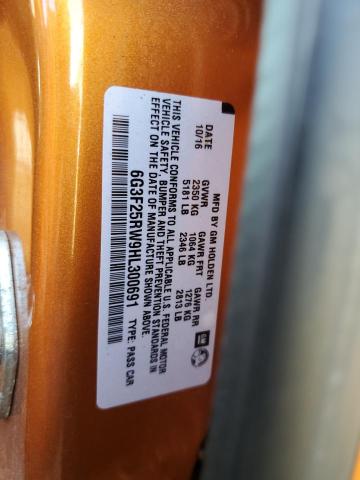 MFD BY GM HOLDEN LTD.
DATE GVWR GAWR FRT GAWR RR
10/16 2350 KG 1064 KG 1276 KG
5181 LB 2346 LB 2813 LB
THIS VEHICLE CONFORMS TO ALL APPLICABLE U.S. FEDERAL MOTOR
VEHICLE SAFETY, BUMPER AND THEFT PREVENTION STANDARDS IN
EFFECT ON THE DATE OF MANUFACTURE SHOWN ABOVE.
6G3F25RW9HL300691 TYPE: PASS CAR
GM